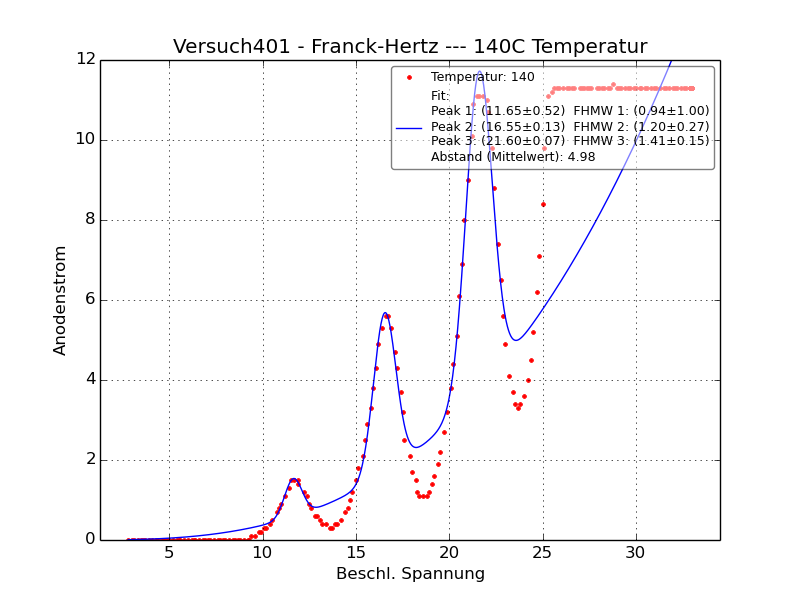 Versuch401 - Franck-Hertz --- 140C Temperatur
12
10
8
6
4
2
0
Anodenstrom
Temperatur: 140
Fit:
Peak 1: (11.65±0.52) FHMW 1: (0.94±1.00)
Peak 2: (16.55±0.13) FHMW 2: (1.20±0.27)
Peak 3: (21.60±0.07) FHMW 3: (1.41±0.15)
Abstand (Mittelwert): 4.98
5 10 15 20 25 30
Beschl. Spannung